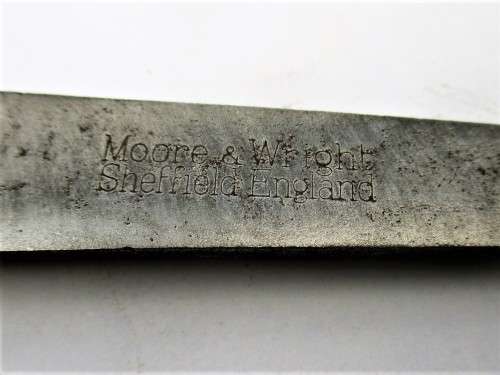 Moore & Wright
Sheffield England